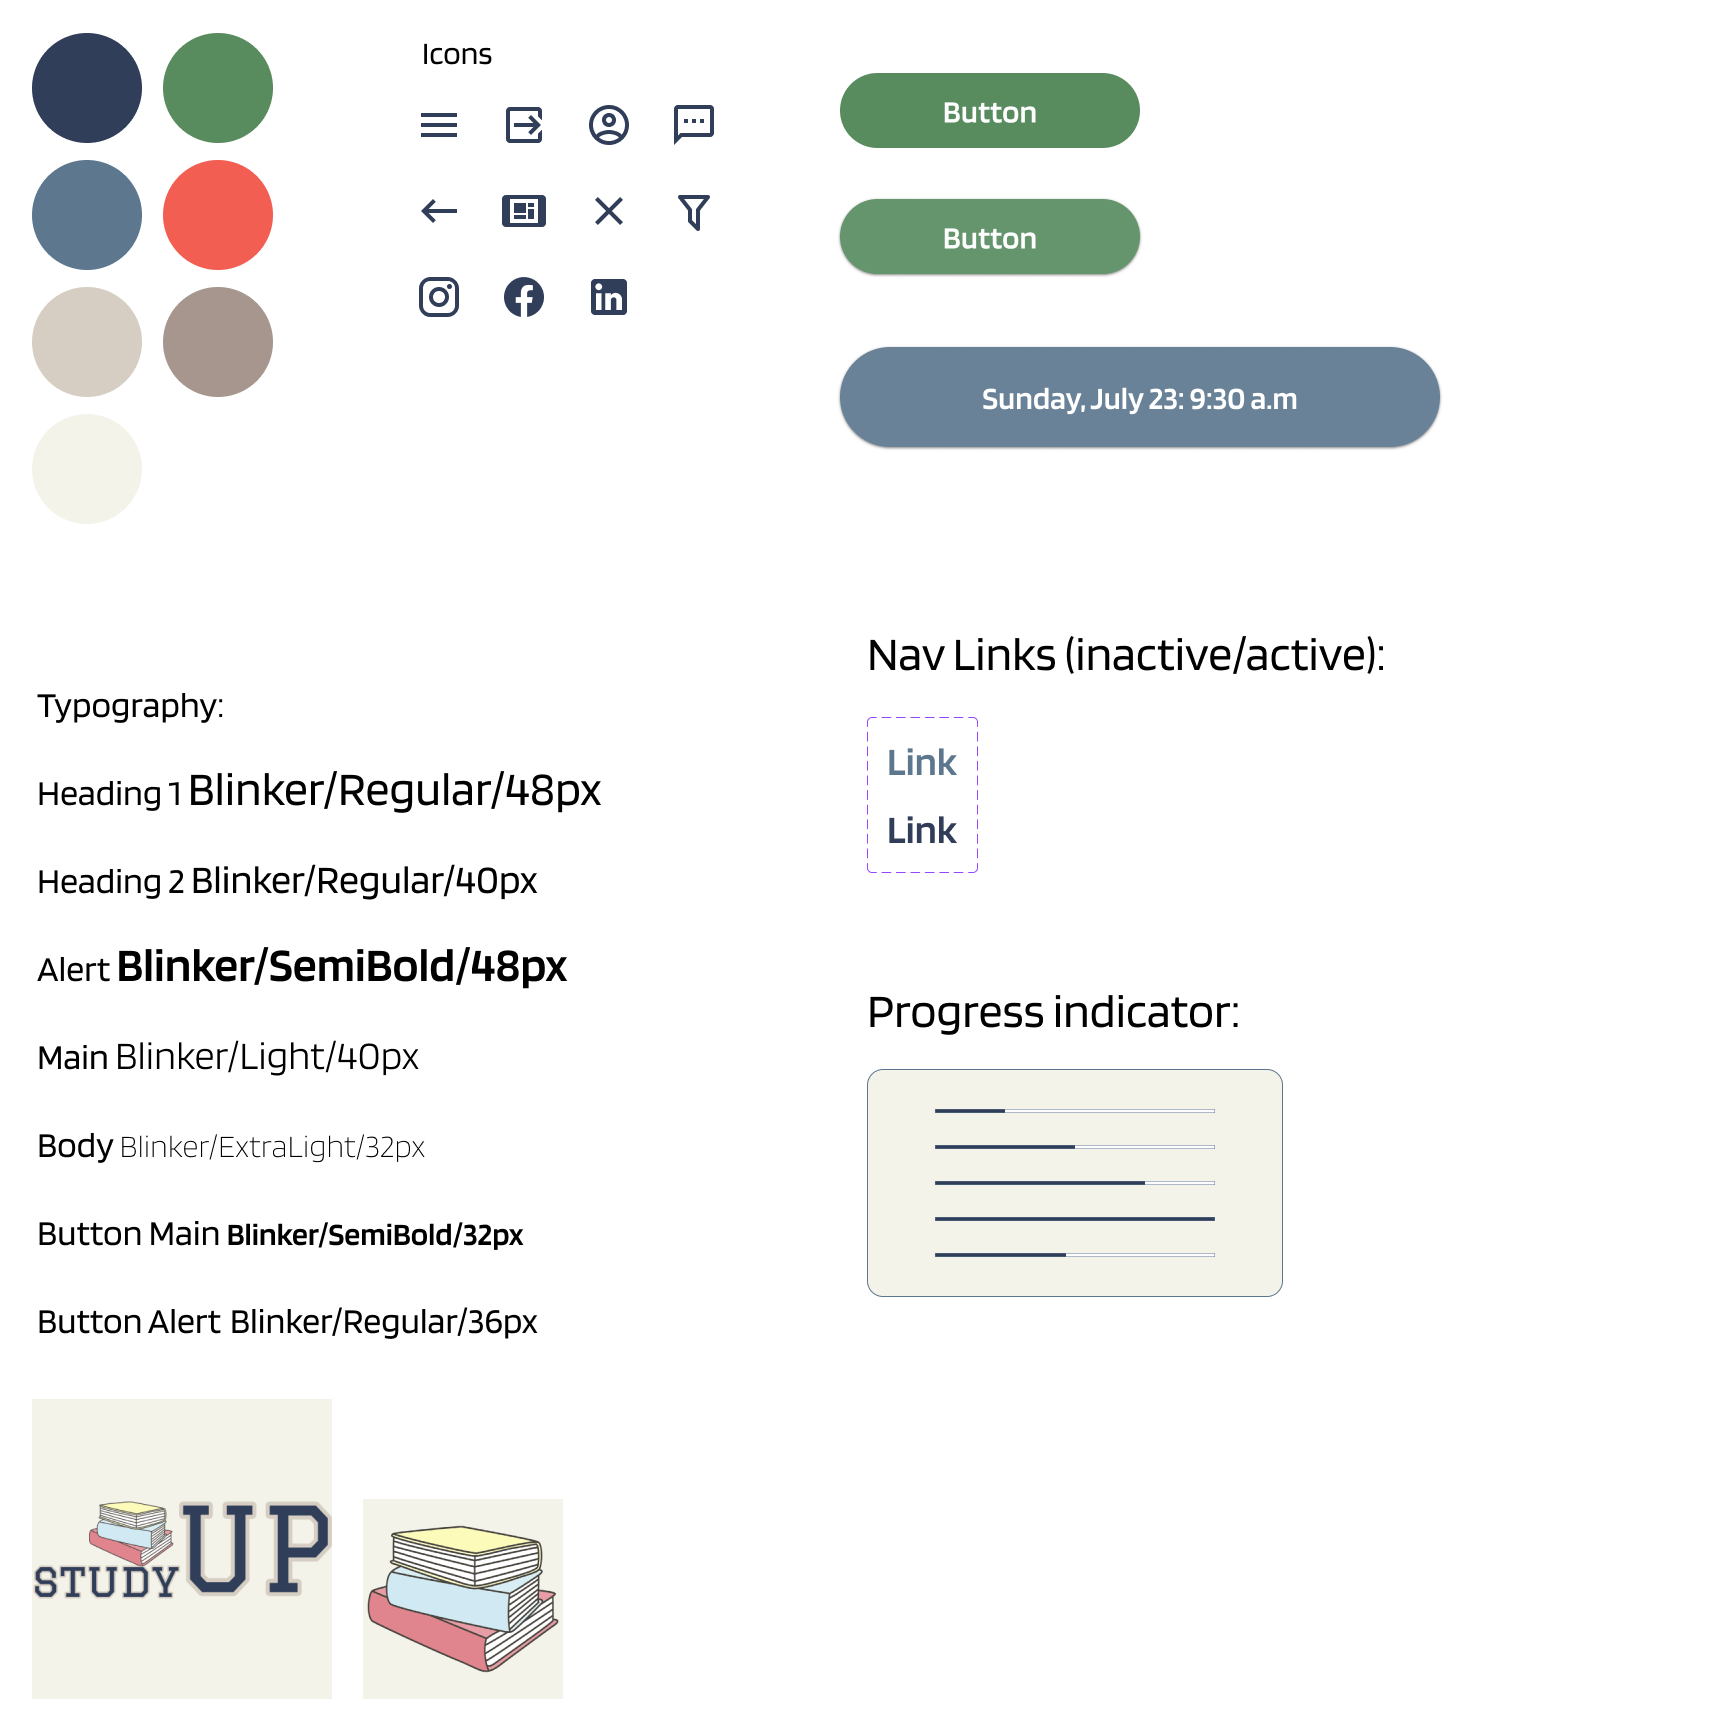 Icons
Button
Button
Sunday, July 23: 9:30 a.m
Nav Links (inactive/active):
Link
Link
Typography:
Heading 1 Blinker/Regular/48px
Heading 2 Blinker/Regular/40px
Alert Blinker/SemiBold/48px
Main Blinker/Light/40px
Body Blinker/ExtraLight/32px
Button Main Blinker/SemiBold/32px
Button Alert Blinker/Regular/36px
Progress indicator:
STUDY UP